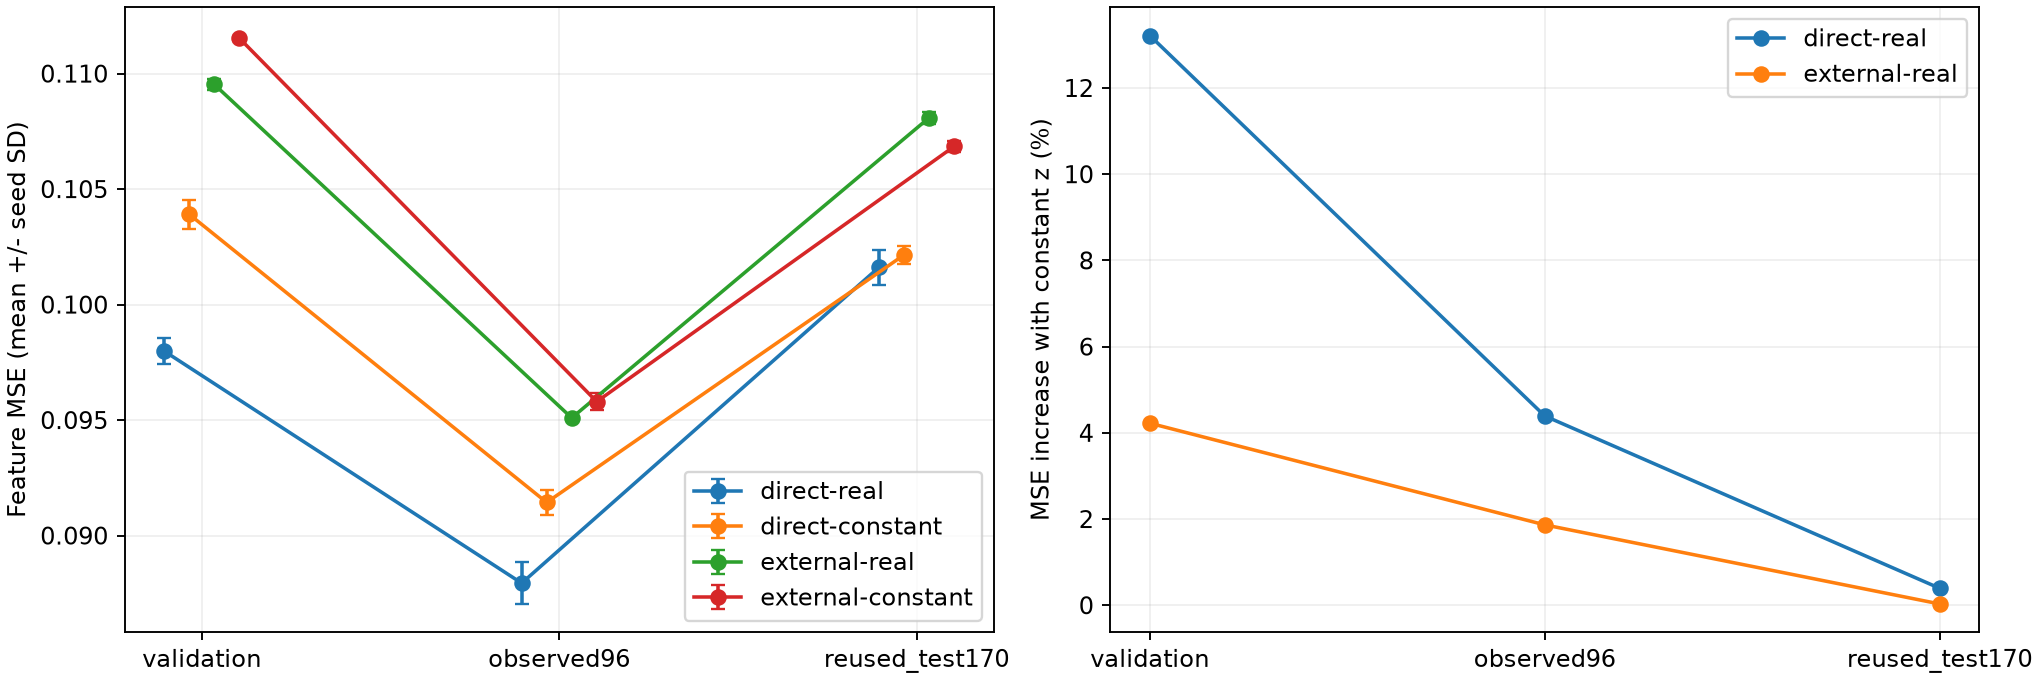 Feature MSE (mean +/- seed SD)
0.110
0.105
0.100
0.095
0.090
validation
observed96
reused_test170
direct-real
direct-constant
external-real
external-constant
MSE increase with constant z (%)
12
10
8
6
4
2
0
validation
observed96
reused_test170
direct-real
external-real